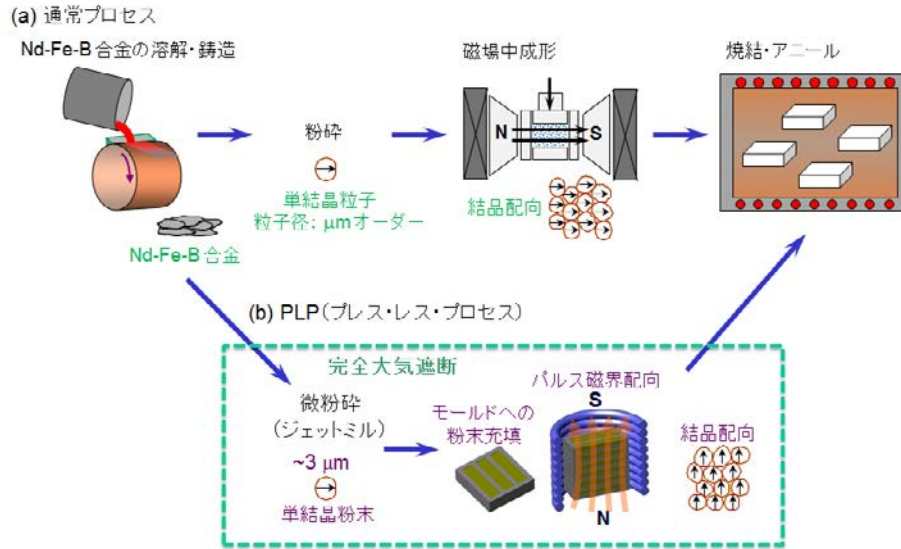 (a) 通常プロセス
Nd-Fe-B 合金の溶解・鋳造
磁場中成形
焼結・アニール
粉砕
N
S
単結晶粒子
粒子径: μmオーダー
結晶配向
Nd-Fe-B 合金
(b) PLP(プレス・レス・プロセス)
完全大気遮断
パルス磁界配向
S
微粉砕
(ジェットミル)
モールドへの
粉末充填
結晶配向
~3 μm
単結晶粉末
N